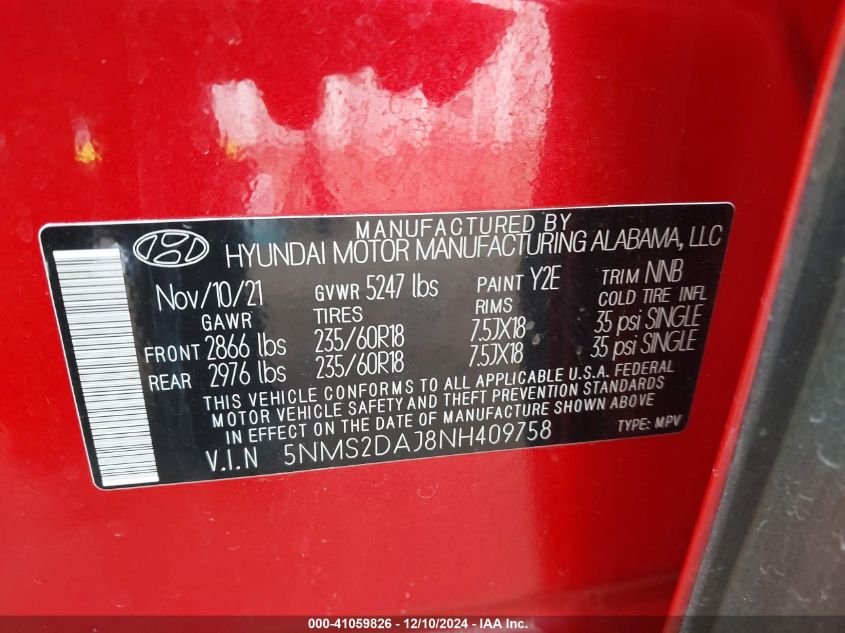 MANUFACTURED BY
HYUNDAI MOTOR MANUFACTURING ALABAMA, LLC
Nov/10/21 GVWR 5247 lbs PAINT Y2E TRIM NNB
GAWR TIRES RIMS COLD TIRE INFL
FRONT 2866 lbs 235/60R18 7.5JX18 35 psi SINGLE
REAR 2976 lbs 235/60R18 7.5JX18 35 psi SINGLE
THIS VEHICLE CONFORMS TO ALL APPLICABLE U.S.A. FEDERAL
MOTOR VEHICLE SAFETY AND THEFT PREVENTION STANDARDS
IN EFFECT ON THE DATE OF MANUFACTURE SHOWN ABOVE
V.I.N 5NMS2DAJ8NH409758 TYPE: MPV
000-41059826 - 12/10/2024 - IAA Inc.